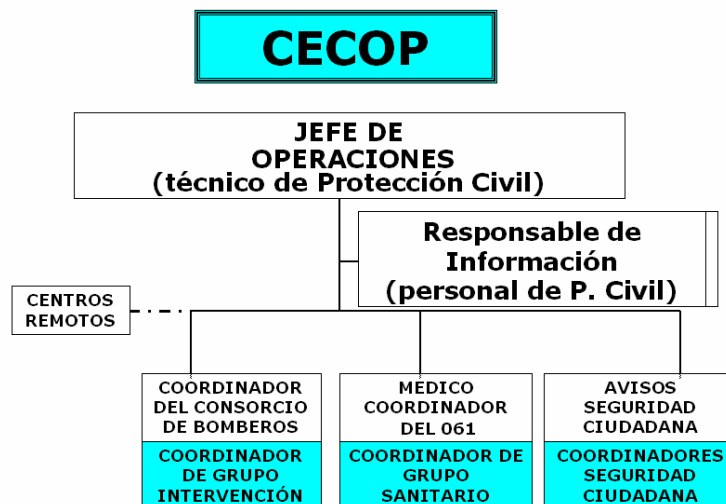 CECOP
JEFE DE
OPERACIONES
(técnico de Protección Civil)
Responsable de
Información
(personal de P. Civil)
CENTROS
REMOTOS
COORDINADOR
DEL CONSORCIO
DE BOMBEROS
COORDINADOR
DE GRUPO
INTERVENCIÓN
MÉDICO
COORDINADOR
DEL 061
COORDINADOR DE
GRUPO
SANITARIO
AVISOS
SEGURIDAD
CIUDADANA
COORDINADORES
SEGURIDAD
CIUDADANA